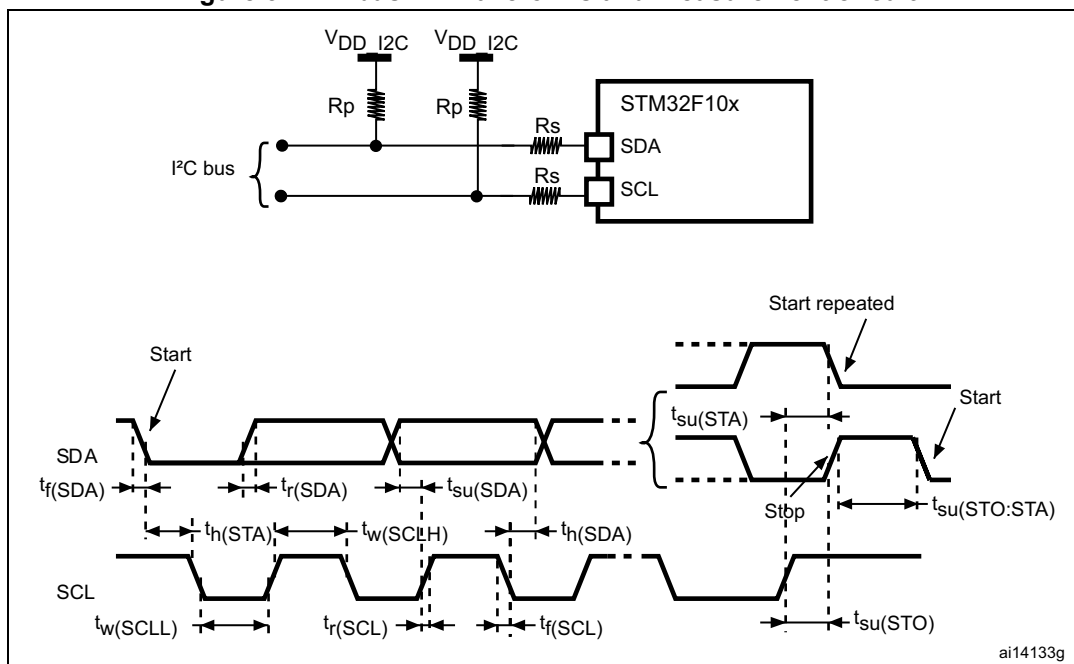 VDD_I2C VDD_I2C
Rp Rp
STM32F10x
Rs
SDA
I²C bus
Rs
SCL
Start repeated
Start
Start
tsu(STA)
SDA
tf(SDA) tr(SDA) tsu(SDA)
Stop
tsu(STO:STA)
th(STA) tw(SCLH) th(SDA)
SCL
tw(SCLL) tr(SCL) tf(SCL) tsu(STO)
ai14133g